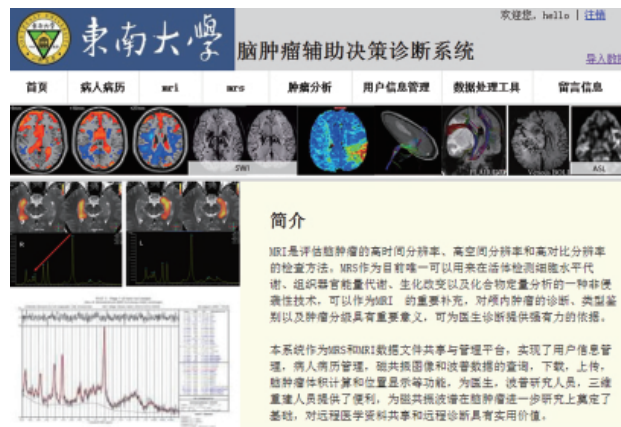 欢迎您, hello | 注销
東南大學
脑肿瘤辅助决策诊断系统
导入数据
首页 病人病历 mri mrs 肿瘤分析 用户信息管理 数据处理工具 留言信息
SWI
ASL
R
L
简介
MRI是评估脑肿瘤的高时间分辨率、高空间分辨率和高对比分辨率
的检查方法。MRS作为目前唯一可以用来在活体检测细胞水平代
谢、组织器官能量代谢、生化改变以及化合物定量分析的一种非侵
袭性技术，可以作为MRI 的重要补充，对颅内肿瘤的诊断、类型鉴
别以及肿瘤分级具有重要意义，可为医生诊断提供强有力的依据。
本系统作为MRS和MRI数据文件共享与管理平台，实现了用户信息管
理，病人病历管理，磁共振图像和波普数据的查询，下载，上传，
脑肿瘤体积计算和位置显示等功能，为医生，波普研究人员，三维
重建人员提供了便利，为磁共振波谱在脑肿瘤进一步研究上奠定了
基础，对远程医学资料共享和远程诊断具有实用价值。